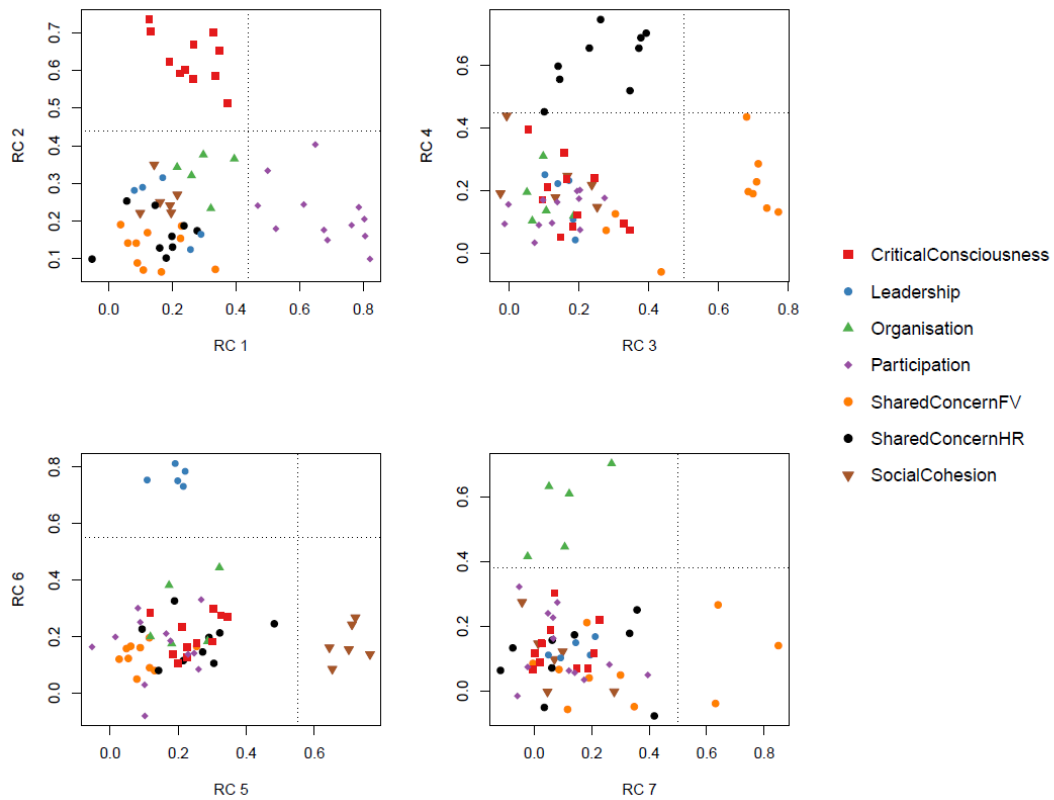 RC 2
0.7
0.6
0.5
0.4
0.3
0.2
0.1
0.0 0.2 0.4 0.6 0.8
RC 1
RC 4
0.6
0.4
0.2
0.0
0.0 0.2 0.4 0.6 0.8
RC 3
CriticalConsciousness
Leadership
Organisation
Participation
SharedConcernFV
SharedConcernHR
SocialCohesion
RC 6
0.8
0.6
0.4
0.2
0.0
0.0 0.2 0.4 0.6
RC 5
0.6
0.4
0.2
0.0
0.0 0.2 0.4 0.6 0.8
RC 7